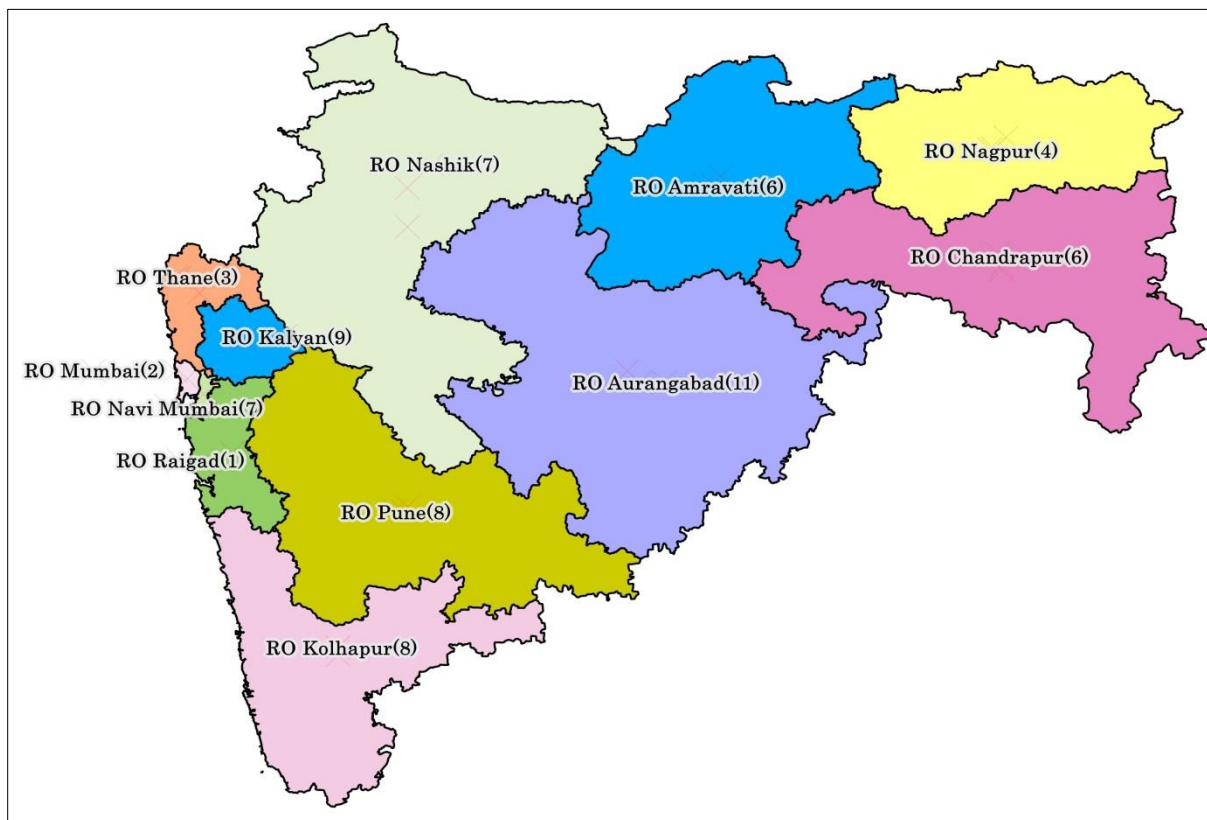 RO Nagpur(4)
RO Nashik(7)
RO Amravati(6)
RO Chandrapur(6)
RO Thane(3)
RO Kalyan(9)
RO Mumbai(2)
RO Aurangabad(11)
RO Navi Mumbai(7)
RO Raigad(1)
RO Pune(8)
RO Kolhapur(8)